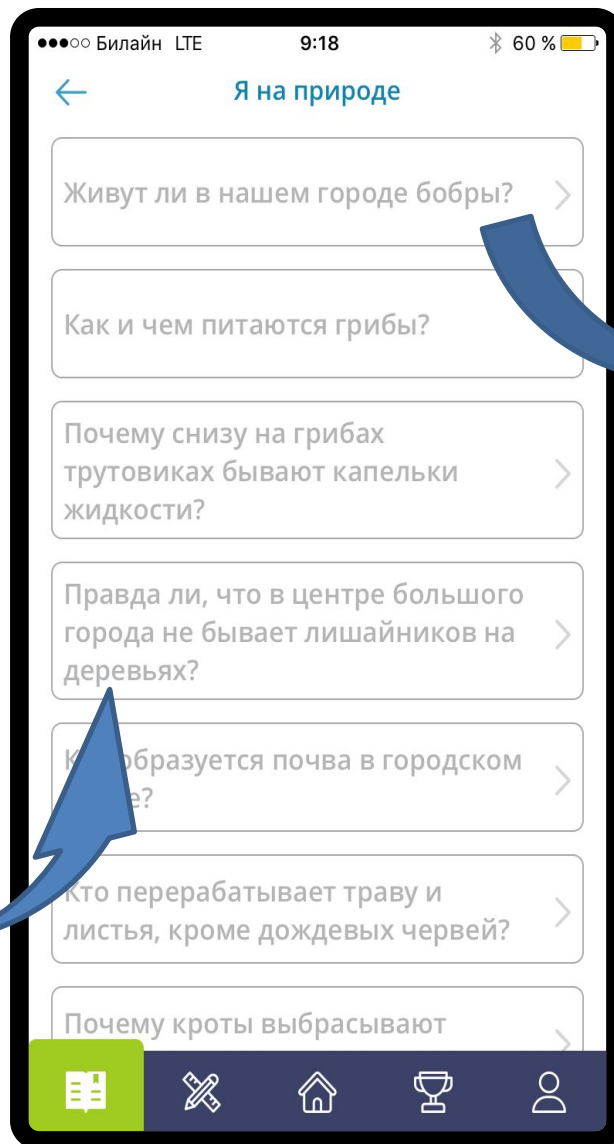 Билайн LTE 9:18 60 %
Я на природе
Живут ли в нашем городе бобры?
Как и чем питаются грибы?
Почему снизу на грибах
трутовиках бывают капельки
жидкости?
Правда ли, что в центре большого
города не бывает лишайников на
деревьях?
образуется почва в городском
Кто перерабатывает траву и
листья, кроме дождевых червей?
Почему кроты выбрасывают